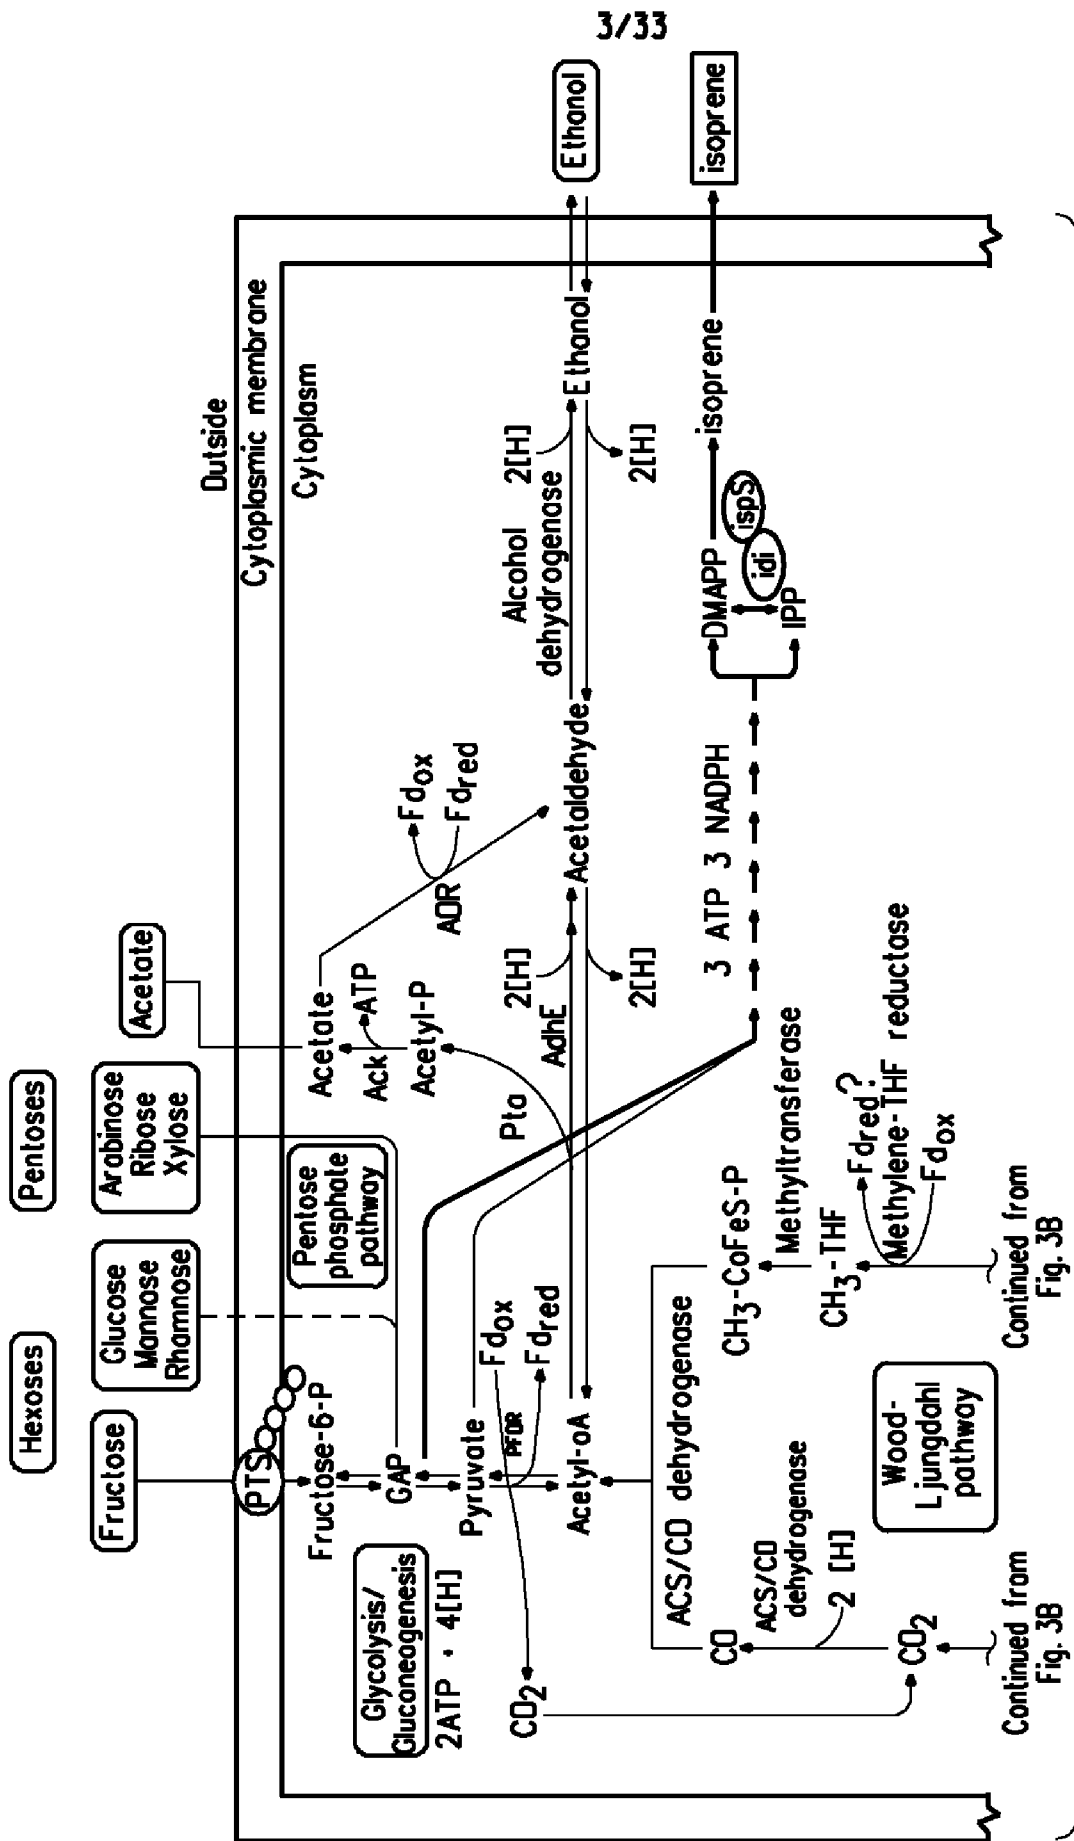 3/33
Hexoses
Pentoses
Fructose
Glucose
Mannose
Rhamnose
Arabinose
Ribose
Xylose
Acetate
Outside
Cytoplasmic membrane
Cytoplasm
PTS
Fructose-6-P
Pentose
phosphate
pathway
Acetate
Ack
ATP
Acetyl-P
Glycolysis/
Gluconeogenesis
2ATP + 4[H]
GAP
Pyruvate
PFOR
Fdox
Fdred
CO2
Pta
ADR
Fdox
Fdred
Acetyl-oA
AdhE
2[H]
2[H]
Acetaldehyde
Alcohol
dehydrogenase
2[H]
2[H]
Ethanol
Ethanol
3 ATP 3 NADPH
DMAPP
IPP
idi
ispS
isoprene
isoprene
ACS/CO dehydrogenase
CO
ACS/CO
dehydrogenase
2 [H]
CO2
CH3-CoFeS-P
Methyltransferase
CH3-THF
Fdred?
Methylene-THF reductase
Fdox
Wood-
Ljungdahl
pathway
Continued from
Fig. 3B
Continued from
Fig. 3B